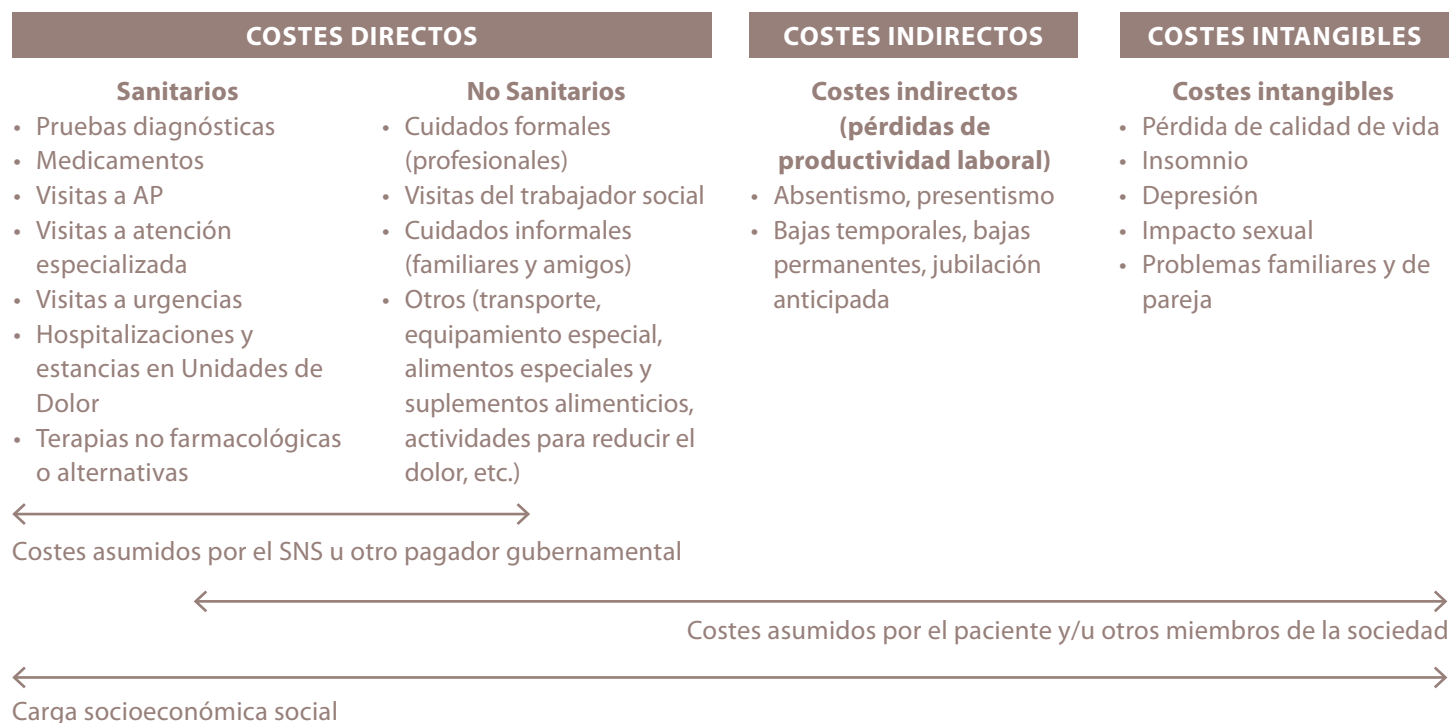 COSTES DIRECTOS
Sanitarios
• Pruebas diagnósticas
• Medicamentos
• Visitas a AP
• Visitas a atención
especializada
• Visitas a urgencias
• Hospitalizaciones y
estancias en Unidades de
Dolor
• Terapias no farmacológicas
o alternativas
No Sanitarios
• Cuidados formales
(profesionales)
• Visitas del trabajador social
• Cuidados informales
(familiares y amigos)
• Otros (transporte,
equipamiento especial,
alimentos especiales y
suplementos alimenticios,
actividades para reducir el
dolor, etc.)
COSTES INDIRECTOS
Costes indirectos
(pérdidas de
productividad laboral)
• Absentismo, presentismo
• Bajas temporales, bajas
permanentes, jubilación
anticipada
COSTES INTANGIBLES
Costes intangibles
• Pérdida de calidad de vida
• Insomnio
• Depresión
• Impacto sexual
• Problemas familiares y de
pareja
Costes asumidos por el SNS u otro pagador gubernamental
Costes asumidos por el paciente y/u otros miembros de la sociedad
Carga socioeconómica social